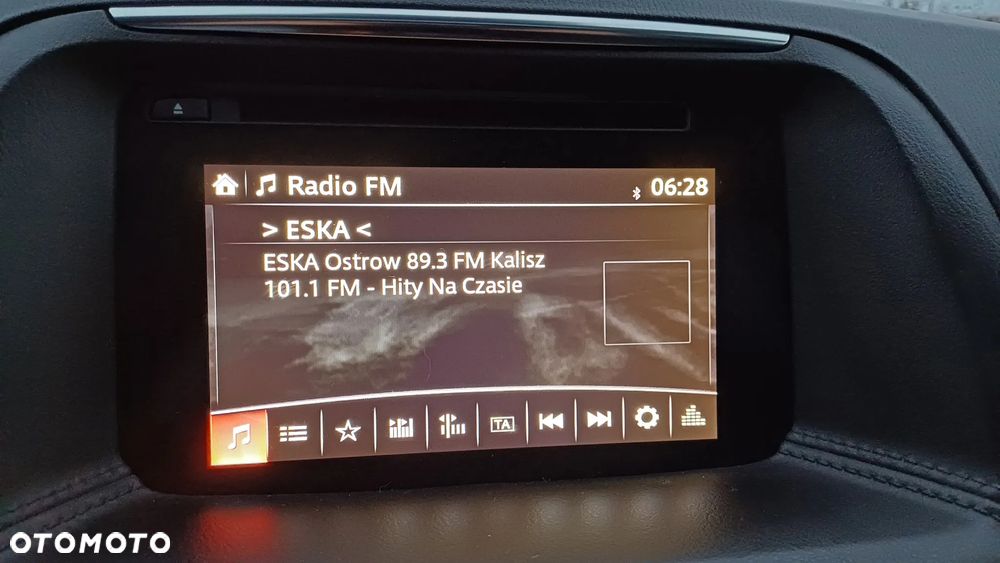 Radio FM 06:28
> ESKA <
ESKA Ostrow 89.3 FM Kalisz
101.1 FM - Hity Na Czasie
TA
OTOMOTO